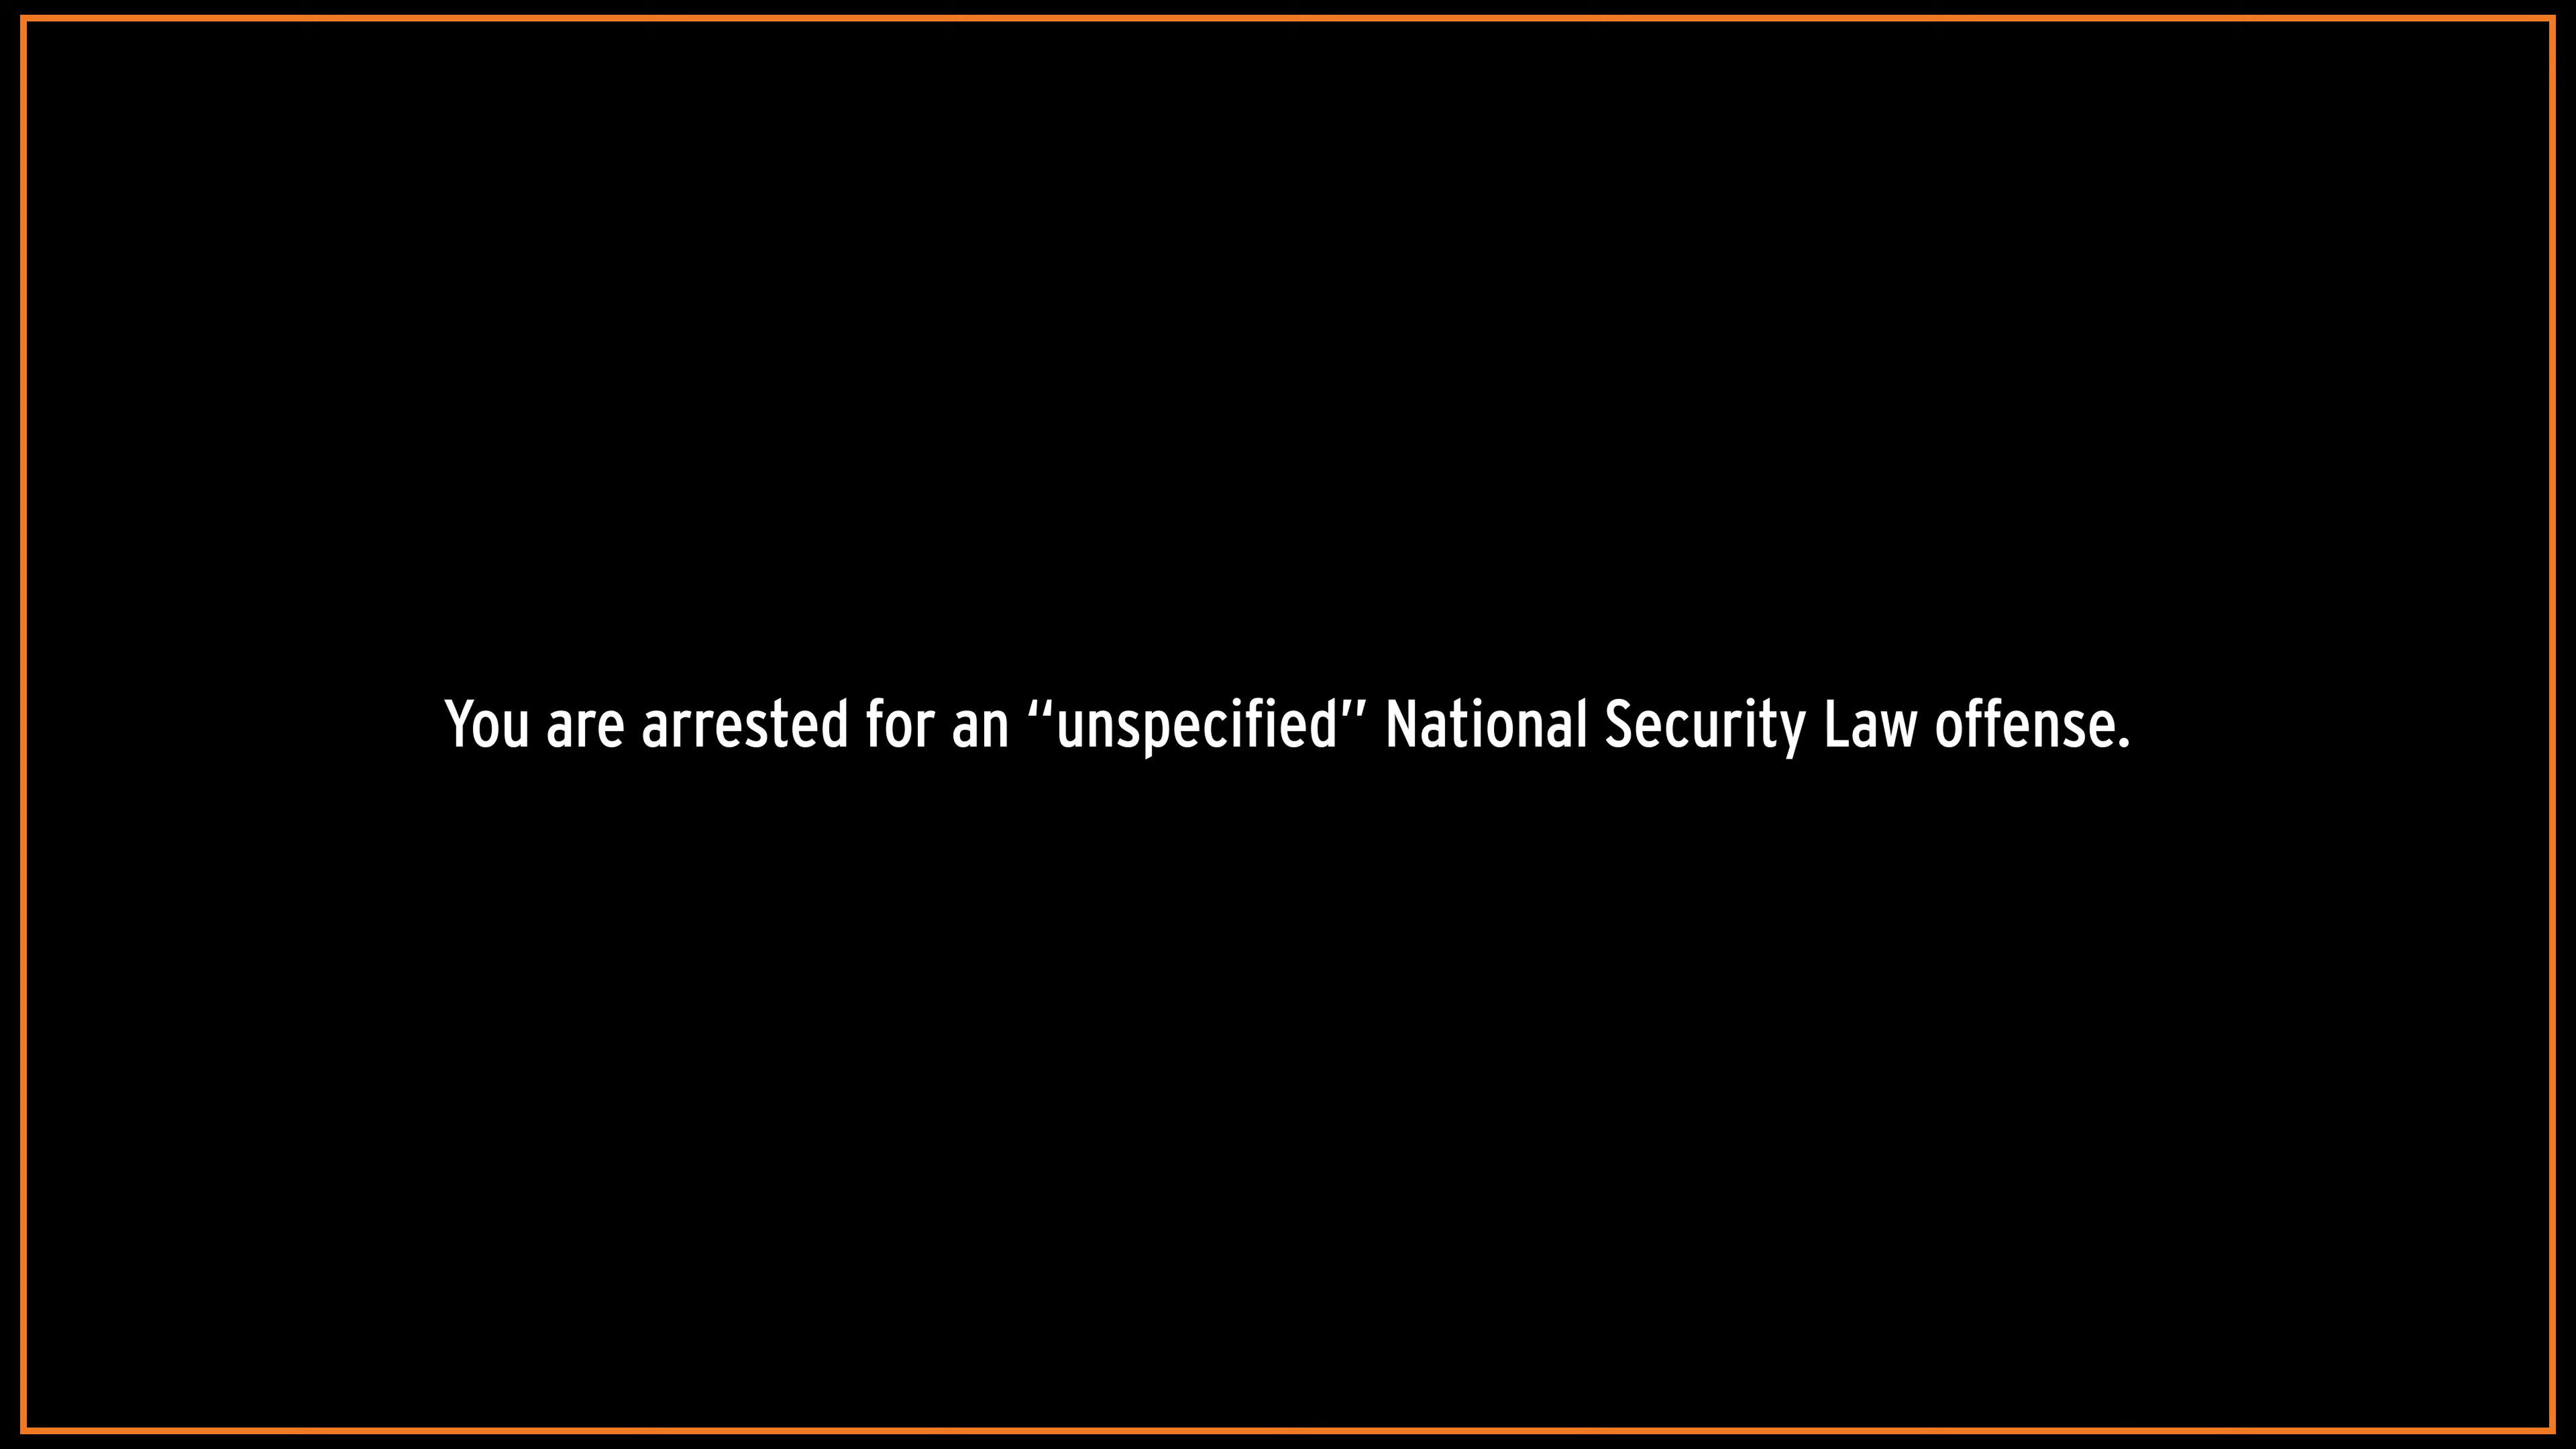 You are arrested for an “unspecified” National Security Law offense.